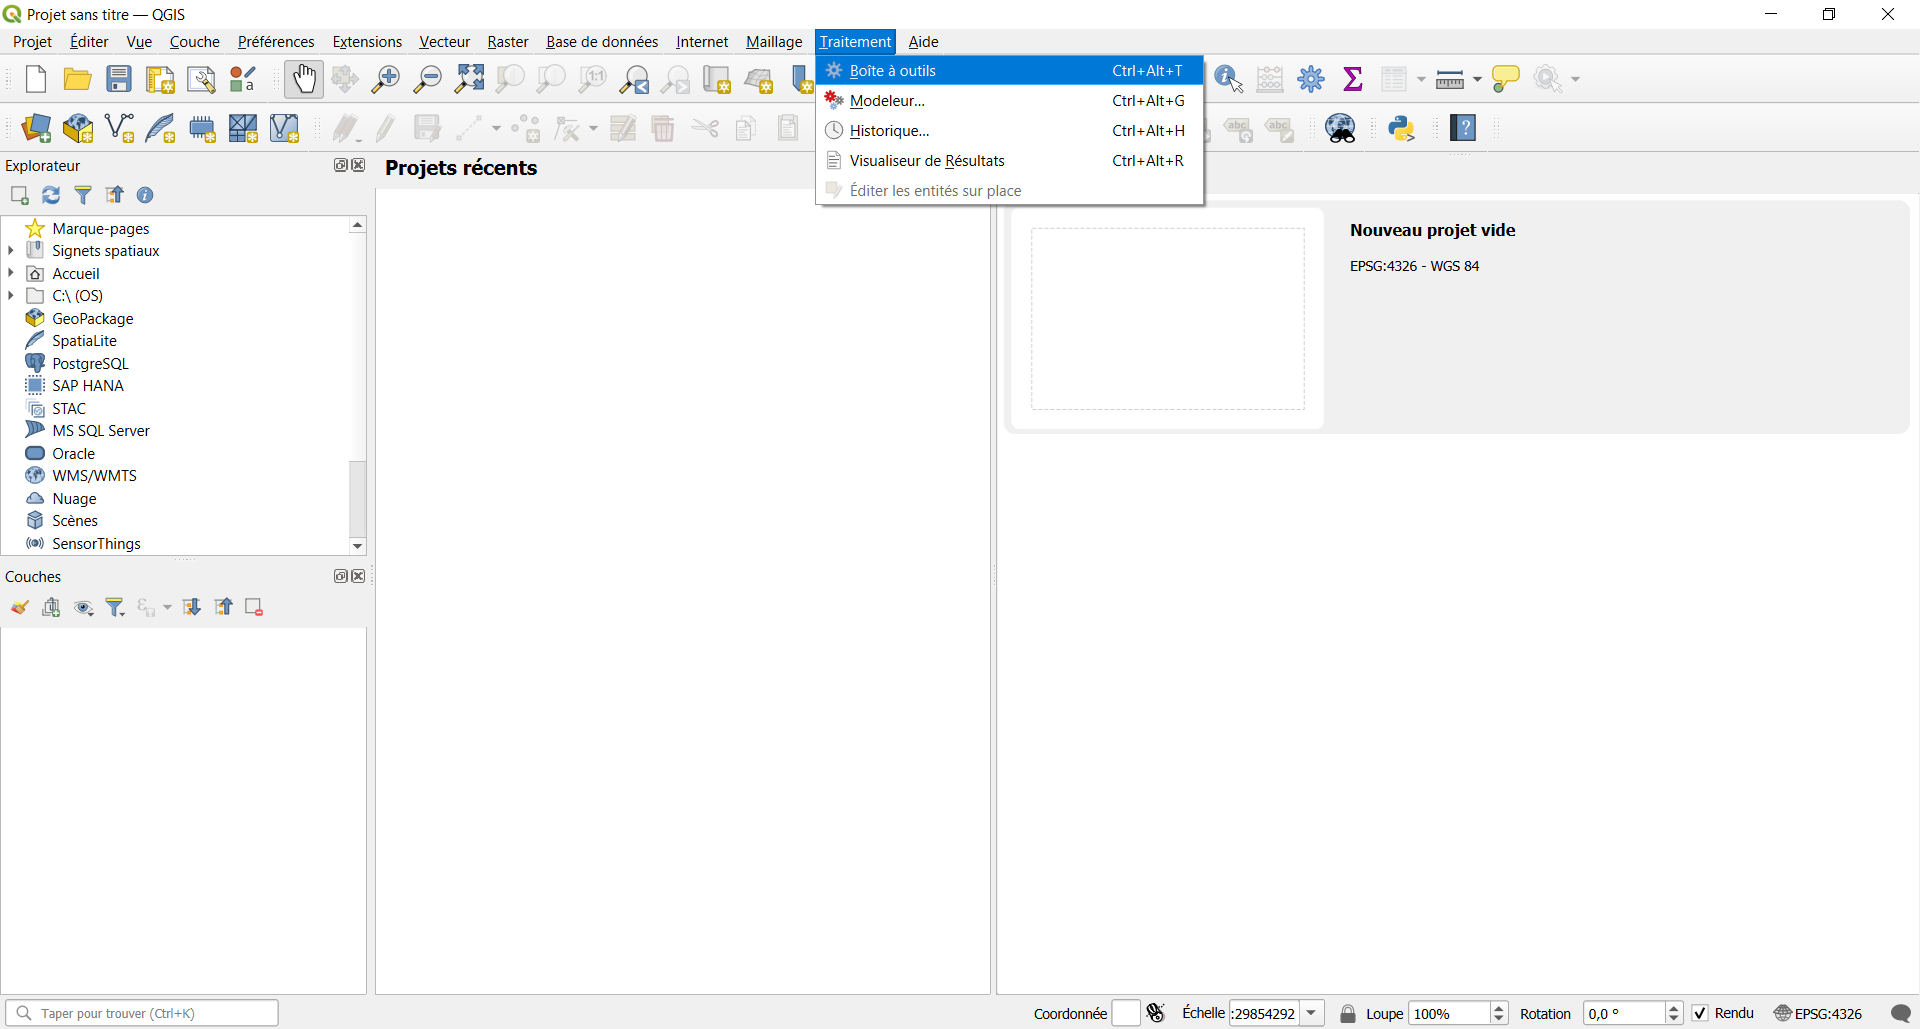 Projet sans titre — QGIS
Projet Éditer Vue Couche Préférences Extensions Vecteur Raster Base de données Internet Maillage Traitement Aide
Boîte à outils Ctrl+Alt+T
Modeleur... Ctrl+Alt+G
Historique... Ctrl+Alt+H
Visualiseur de Résultats Ctrl+Alt+R
Éditer les entités sur place
Explorateur
Marque-pages
Signets spatiaux
Accueil
C:\ (OS)
GeoPackage
SpatiaLite
PostgreSQL
SAP HANA
STAC
MS SQL Server
Oracle
WMS/WMTS
Nuage
Scènes
SensorThings
Couches
Projets récents
Nouveau projet vide
EPSG:4326 - WGS 84
Taper pour trouver (Ctrl+K)
Coordonnée
Échelle :29854292
Loupe 100%
Rotation 0,0 °
Rendu
EPSG:4326